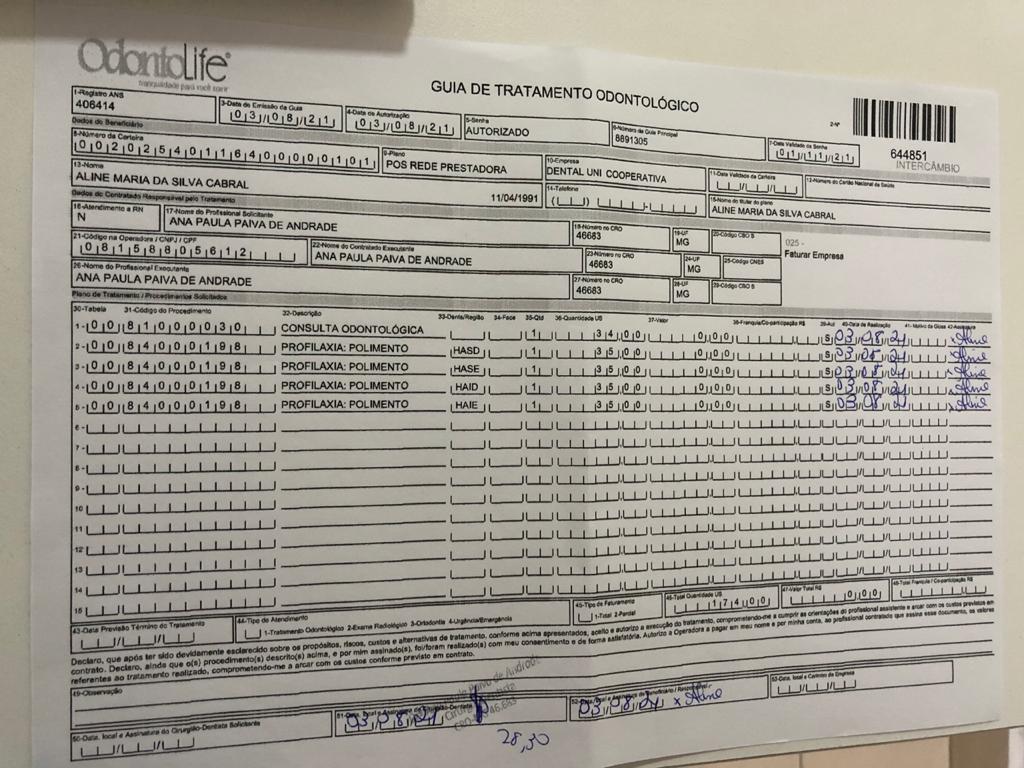 OdontoLife®
tranquilidade para você sorrir
GUIA DE TRATAMENTO ODONTOLÓGICO
2-Nº
644851
INTERCÂMBIO
1-Registro ANS
406414
3-Data de Emissão da Guia
03/08/21
4-Data de Autorização
03/08/21
5-Senha
AUTORIZADO
6-Número da Guia Principal
8891305
7-Data Validade da Senha
01/11/21
Dados do Beneficiário
8-Número da Carteira
00202540116400000101
9-Plano
POS REDE PRESTADORA
10-Empresa
DENTAL UNI COOPERATIVA
11-Data Validade da Carteira
12-Número do Cartão Nacional de Saúde
13-Nome
ALINE MARIA DA SILVA CABRAL
11/04/1991
14-Telefone
15-Nome do titular do plano
ALINE MARIA DA SILVA CABRAL
Dados do Contratado Responsável pelo Tratamento
16-Atendimento a RN
N
17-Nome do Profissional Solicitante
ANA PAULA PAIVA DE ANDRADE
18-Número no CRO
46683
19-UF
MG
20-Código CBO S
025 -
Faturar Empresa
21-Código na Operadora / CNPJ / CPF
08158805612
22-Nome do Contratado Executante
ANA PAULA PAIVA DE ANDRADE
23-Número no CRO
46683
24-UF
MG
25-Código CNES
26-Nome do Profissional Executante
ANA PAULA PAIVA DE ANDRADE
27-Número no CRO
46683
28-UF
MG
29-Código CBO S
Plano de Tratamento / Procedimentos Solicitados
30-Tabela 31-Código do Procedimento 32-Descrição 33-Dente/Região 34-Face 35-Qtd 36-Quantidade US 37-Valor 38-Franquia/Co-participação R$ 39-Aut 40-Data de Realização 41- Motivo da Glosa 42-Assinatura
1- 00 81000030 CONSULTA ODONTOLÓGICA 1 3400 000 S 03/08/21 x Aline
2- 00 84000198 PROFILAXIA: POLIMENTO HASD 1 3500 000 S 03/08/21 x Aline
3- 00 84000198 PROFILAXIA: POLIMENTO HASE 1 3500 000 S 03/08/21 x Aline
4- 00 84000198 PROFILAXIA: POLIMENTO HAID 1 3500 000 S 03/08/21 x Aline
5- 00 84000198 PROFILAXIA: POLIMENTO HAIE 1 3500 000 S 03/08/21 x Aline
6-
7-
8-
9-
10
11
12
13
14
15
43-Data Previsão Término do Tratamento
44-Tipo de Atendimento
1-Tratamento Odontológico 2-Exame Radiológico 3-Ortodontia 4-Urgência/Emergência
45-Tipo de Faturamento
1-Total 2-Parcial
46-Total Quantidade US
17400
47-Valor Total R$
000
48-Total Franquia / Co-participação R$
Declaro, que após ter sido devidamente esclarecido sobre os propósitos, riscos, custos e alternativas de tratamento, conforme acima apresentados, aceito e autorizo a execução do tratamento, comprometendo-me a cumprir as orientações do profissional assistente e arcar com os custos previstos em
contrato. Declaro, ainda que o(s) procedimento(s) descrito(s) acima, e por mim assinado(s), foi/foram realizado(s) com meu consentimento e de forma satisfatória. Autorizo a Operadora a pagar em meu nome e por minha conta, ao profissional contratado que assina esse documento, os valores
referentes ao tratamento realizado, comprometendo-me a arcar com os custos conforme previsto em contrato.
49-Observação
50-Data, local e Assinatura do Cirurgião-Dentista Solicitante
03/08/21
Paiva de Andrade
03/08/21 x Aline
53-Data, local e Carimbo da Empresa
28,30